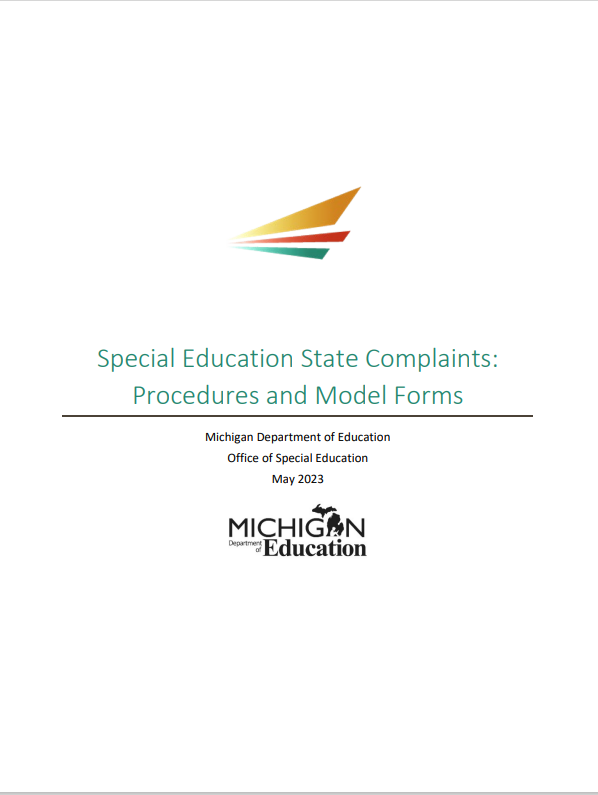 Special Education State Complaints:
Procedures and Model Forms
Michigan Department of Education
Office of Special Education
May 2023
MICHIGAN
Department of Education